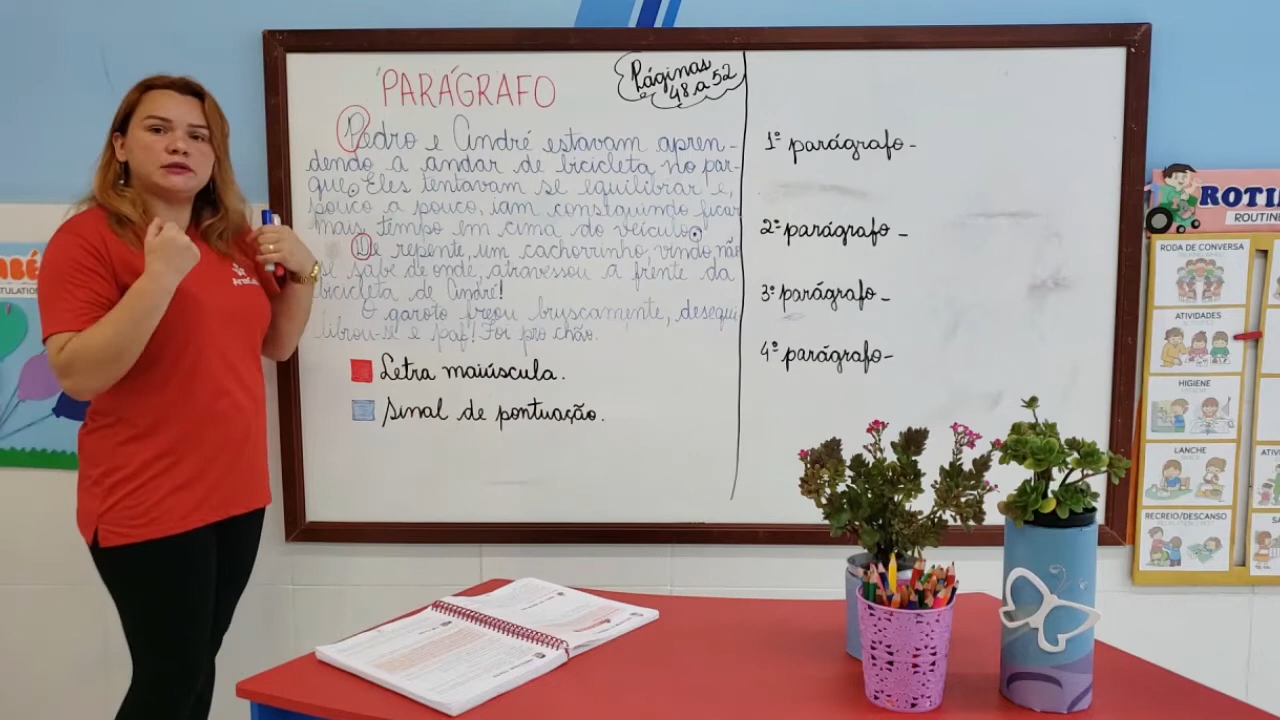 PARÁGRAFO
Páginas
48 a 52
Pedro e André estavam apren-
dendo a andar de bicicleta no par-
que. Eles tentavam se equilibrar e,
pouco a pouco, iam conseguindo ficar
mais tempo em cima do veículo.
De repente, um cachorrinho, vindo não
se sabe de onde, atravessou a frente da
bicicleta de André!
O garoto freou bruscamente, desequi
librou-se e paf! Foi pro chão.
Letra maiúscula.
Sinal de pontuação.
1º parágrafo-
2º parágrafo -
3º parágrafo-
4º parágrafo-
ROTI
ROUTIN
RODA DE CONVERSA
ATIVIDADES
HIGIENE
LANCHE
RECREIO/DESCANSO